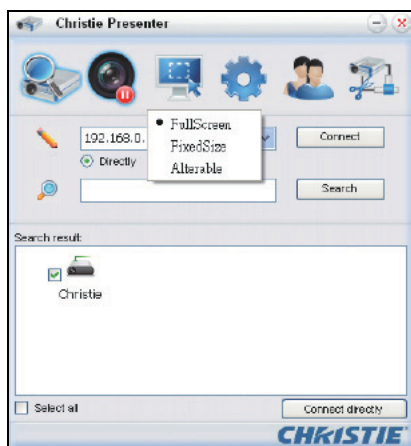 Christie Presenter
FullScreen
FixedSize
Alterable
192.168.0.
Connect
Directly
Search
Search result:
Christie
Select all
Connect directly
CHRISTIE